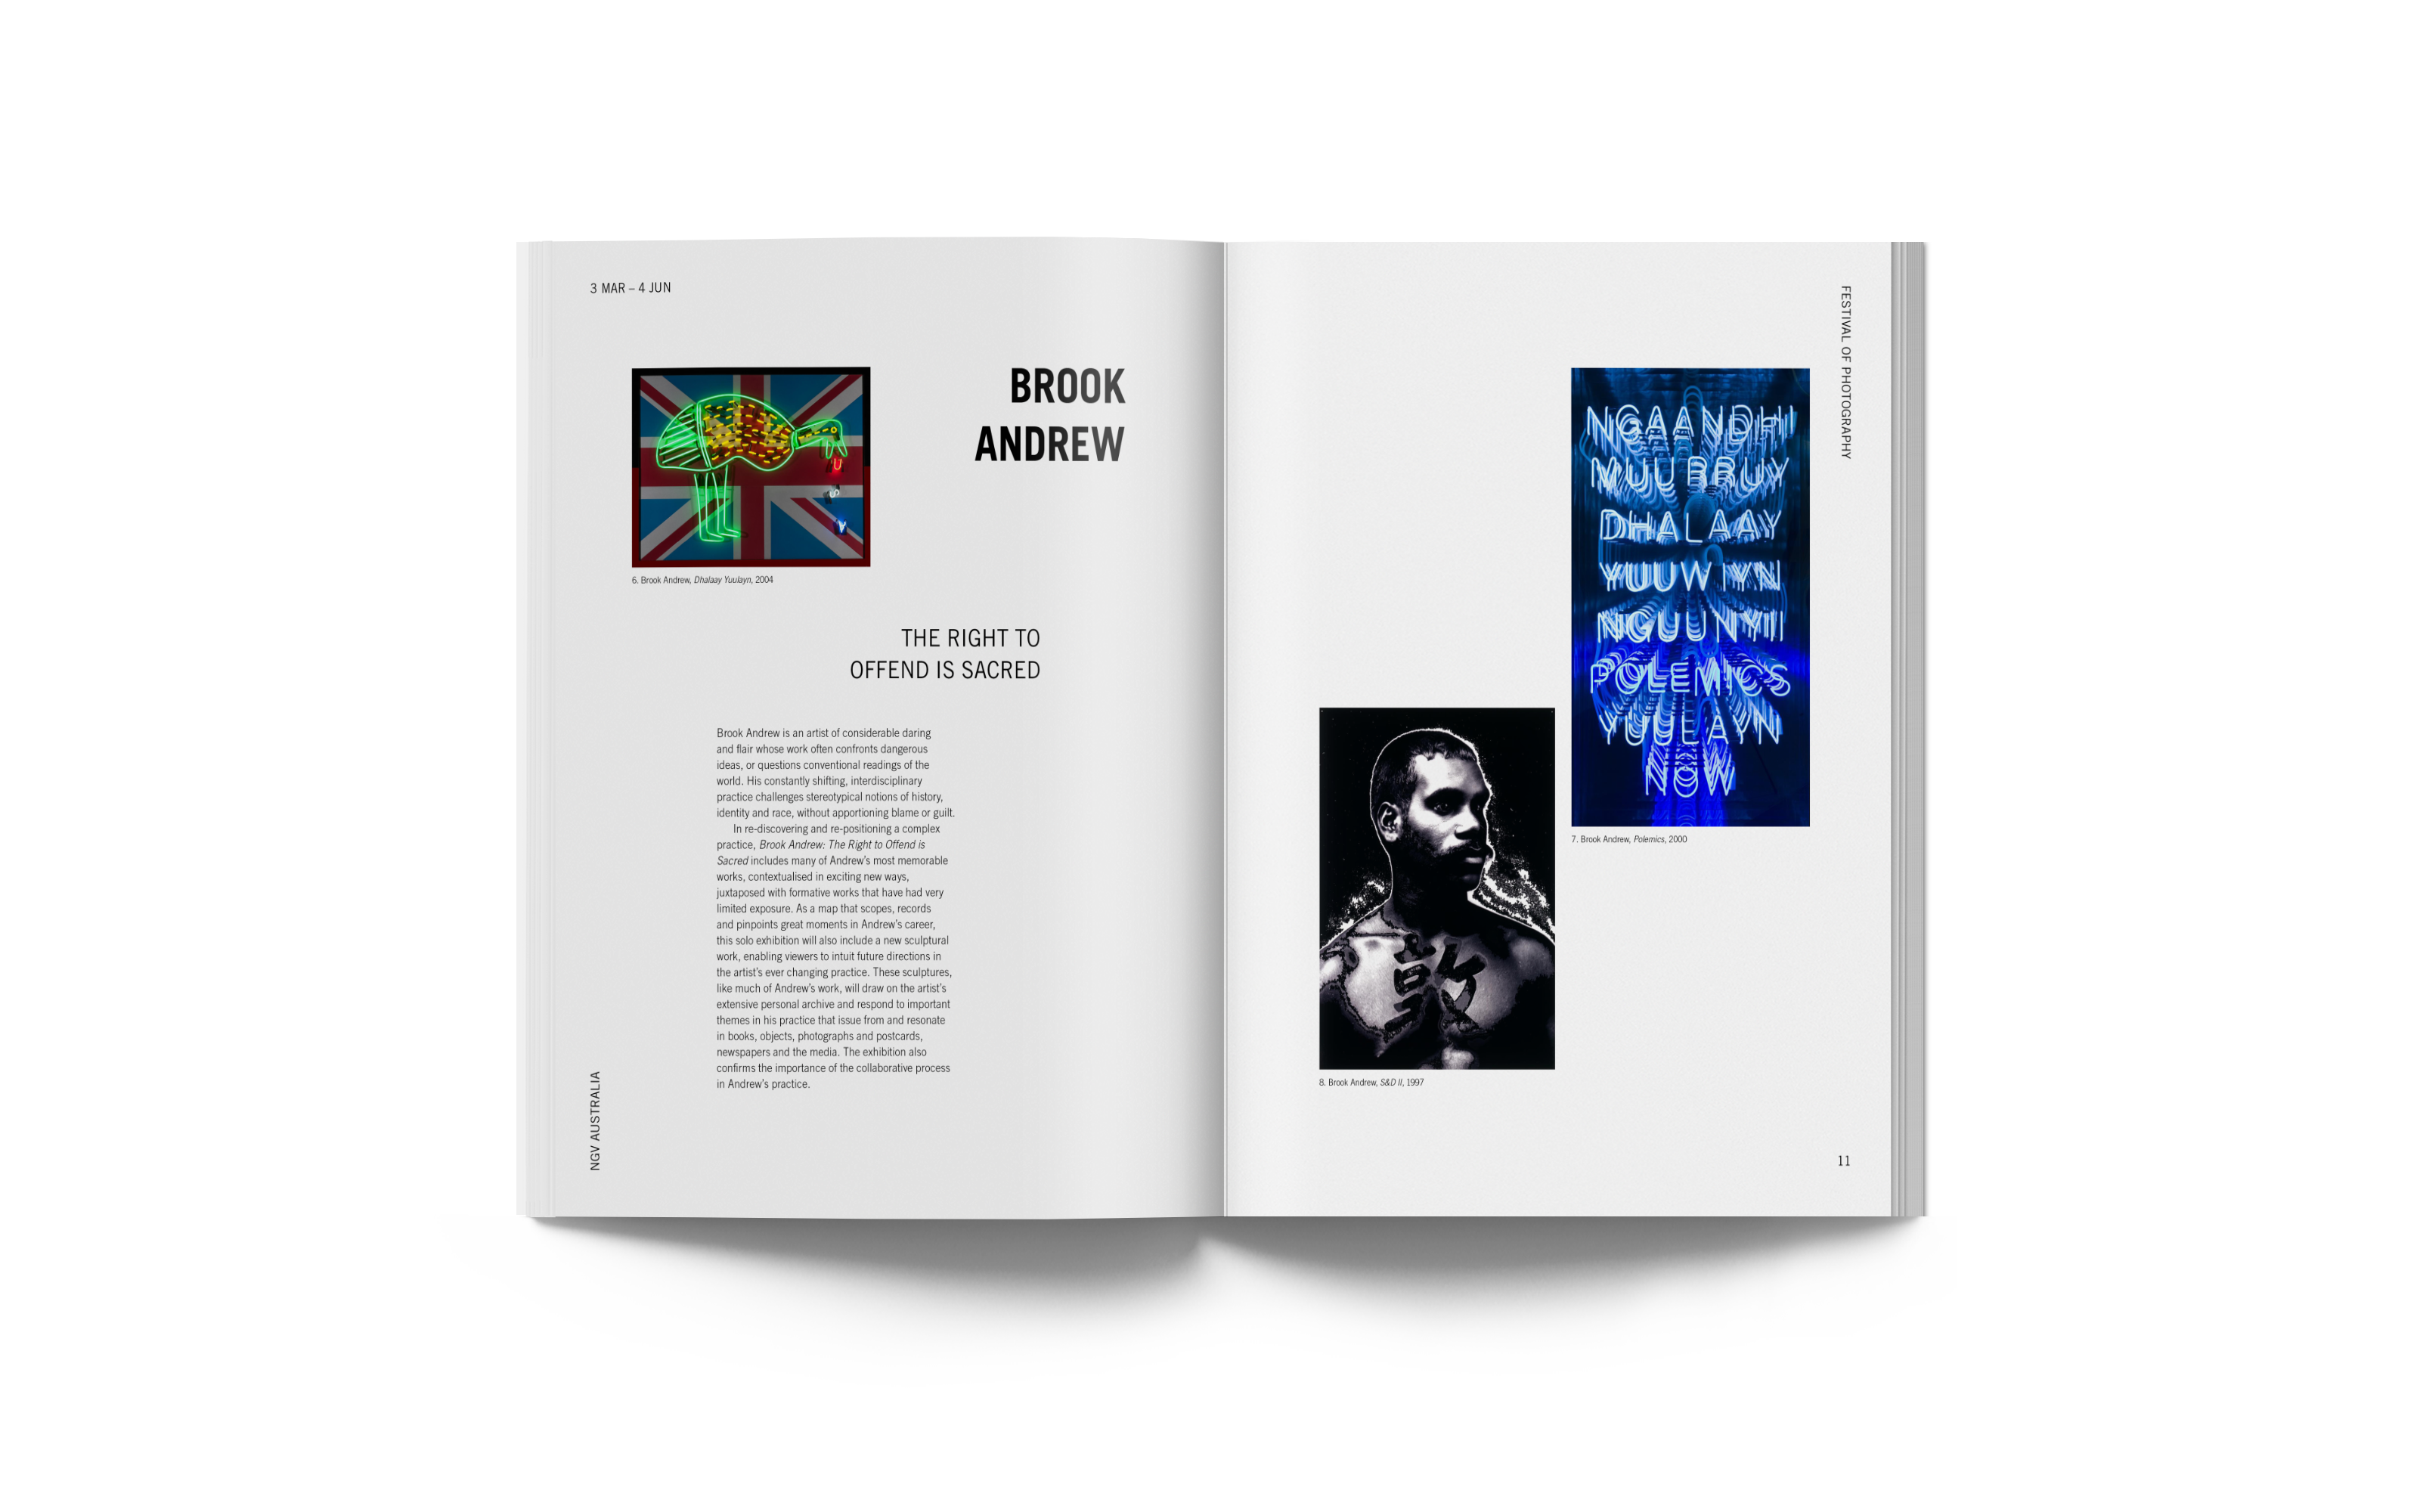 3 MAR – 4 JUN
BROOK
ANDREW
U
S
A
6. Brook Andrew, Dhalaay Yuulayn, 2004
THE RIGHT TO
OFFEND IS SACRED
Brook Andrew is an artist of considerable daring
and flair whose work often confronts dangerous
ideas, or questions conventional readings of the
world. His constantly shifting, interdisciplinary
practice challenges stereotypical notions of history,
identity and race, without apportioning blame or guilt.
In re-discovering and re-positioning a complex
practice, Brook Andrew: The Right to Offend is
Sacred includes many of Andrew's most memorable
works, contextualised in exciting new ways,
juxtaposed with formative works that have had very
limited exposure. As a map that scopes, records
and pinpoints great moments in Andrew's career,
this solo exhibition will also include a new sculptural
work, enabling viewers to intuit future directions in
the artist's ever changing practice. These sculptures,
like much of Andrew's work, will draw on the artist's
extensive personal archive and respond to important
themes in his practice that issue from and resonate
in books, objects, photographs and postcards,
newspapers and the media. The exhibition also
confirms the importance of the collaborative process
in Andrew's practice.
NGV AUSTRALIA
FESTIVAL OF PHOTOGRAPHY
NGAANDHI
MUUBRUY
DHALAAY
YUUWIYN
NGUUNYII
POLEMICS
YUULAYN
NOW
7. Brook Andrew, Polemics, 2000
敦
8. Brook Andrew, S&D II, 1997
11